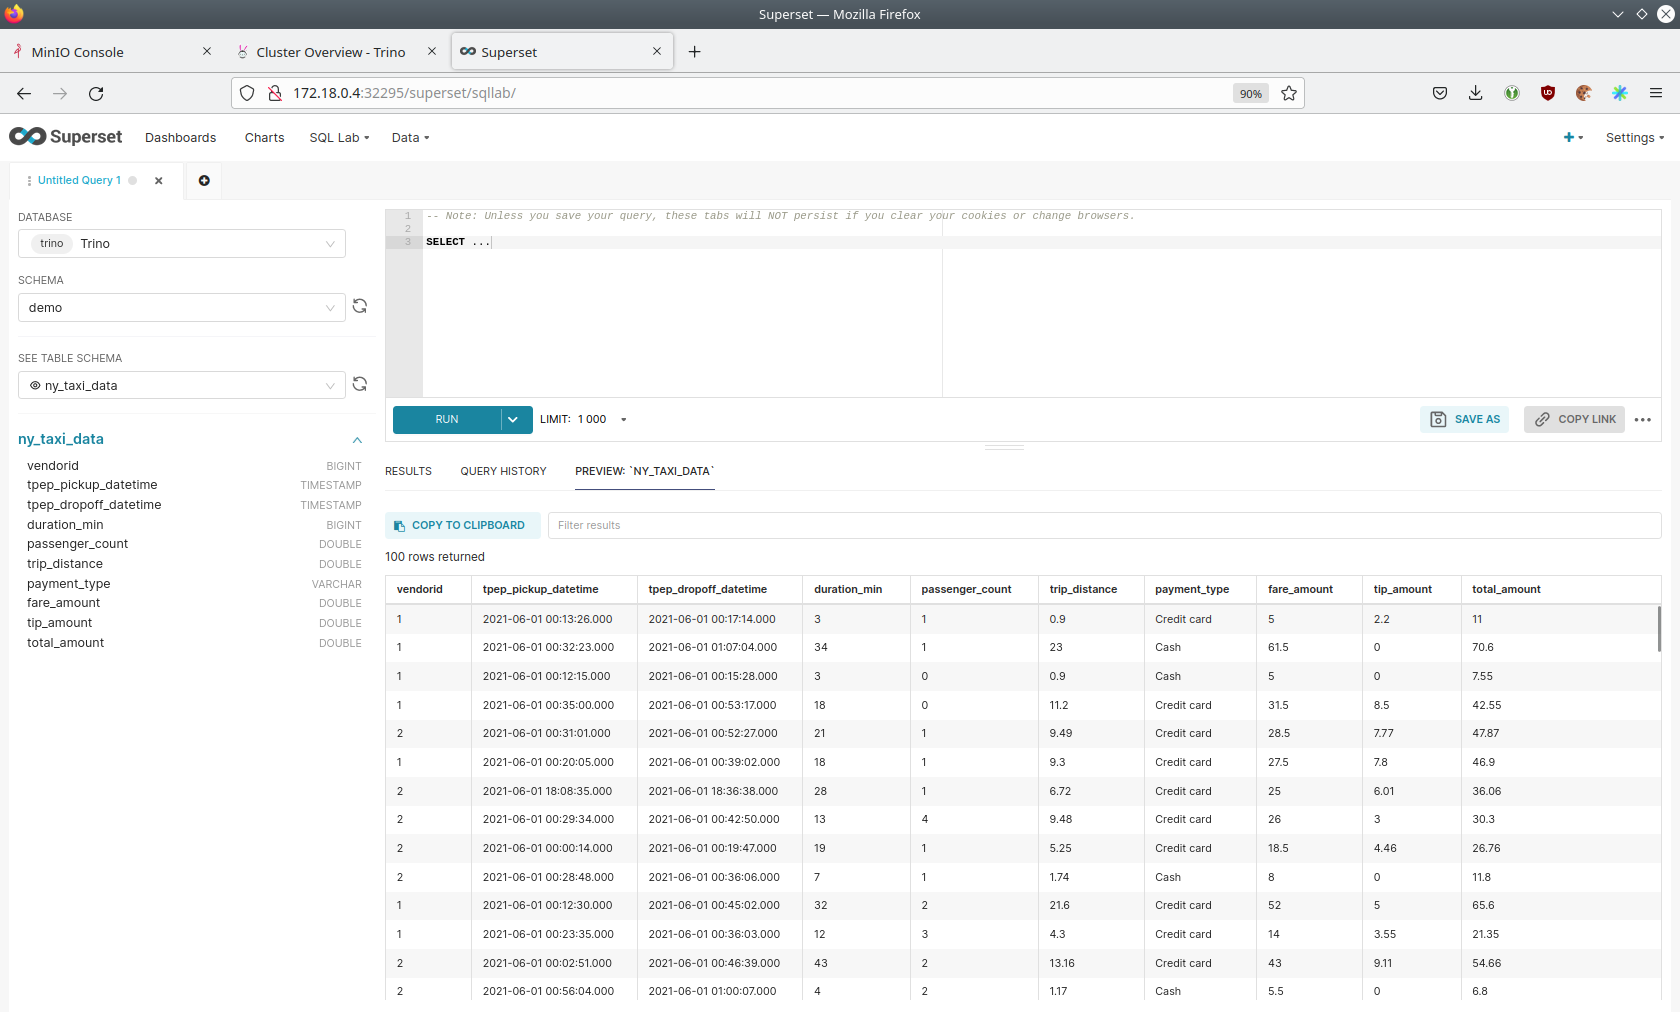 Superset — Mozilla Firefox
MinIO Console
Cluster Overview - Trino
Superset
172.18.0.4:32295/superset/sqllab/
90%
Superset
Dashboards
Charts
SQL Lab
Data
Settings
Untitled Query 1
DATABASE
trino Trino
SCHEMA
demo
SEE TABLE SCHEMA
ny_taxi_data
ny_taxi_data
vendorid BIGINT
tpep_pickup_datetime TIMESTAMP
tpep_dropoff_datetime TIMESTAMP
duration_min BIGINT
passenger_count DOUBLE
trip_distance DOUBLE
payment_type VARCHAR
fare_amount DOUBLE
tip_amount DOUBLE
total_amount DOUBLE
1 -- Note: Unless you save your query, these tabs will NOT persist if you clear your cookies or change browsers.
2
3 SELECT ...
RUN
LIMIT: 1 000
SAVE AS
COPY LINK
RESULTS
QUERY HISTORY
PREVIEW: `NY_TAXI_DATA`
COPY TO CLIPBOARD
Filter results
100 rows returned
vendorid tpep_pickup_datetime tpep_dropoff_datetime duration_min passenger_count trip_distance payment_type fare_amount tip_amount total_amount
1 2021-06-01 00:13:26.000 2021-06-01 00:17:14.000 3 1 0.9 Credit card 5 2.2 11
1 2021-06-01 00:32:23.000 2021-06-01 01:07:04.000 34 1 23 Cash 61.5 0 70.6
1 2021-06-01 00:12:15.000 2021-06-01 00:15:28.000 3 0 0.9 Cash 5 0 7.55
1 2021-06-01 00:35:00.000 2021-06-01 00:53:17.000 18 0 11.2 Credit card 31.5 8.5 42.55
2 2021-06-01 00:31:01.000 2021-06-01 00:52:27.000 21 1 9.49 Credit card 28.5 7.77 47.87
1 2021-06-01 00:20:05.000 2021-06-01 00:39:02.000 18 1 9.3 Credit card 27.5 7.8 46.9
2 2021-06-01 18:08:35.000 2021-06-01 18:36:38.000 28 1 6.72 Credit card 25 6.01 36.06
2 2021-06-01 00:29:34.000 2021-06-01 00:42:50.000 13 4 9.48 Credit card 26 3 30.3
2 2021-06-01 00:00:14.000 2021-06-01 00:19:47.000 19 1 5.25 Credit card 18.5 4.46 26.76
2 2021-06-01 00:28:48.000 2021-06-01 00:36:06.000 7 1 1.74 Cash 8 0 11.8
1 2021-06-01 00:12:30.000 2021-06-01 00:45:02.000 32 2 21.6 Credit card 52 5 65.6
1 2021-06-01 00:23:35.000 2021-06-01 00:36:03.000 12 3 4.3 Credit card 14 3.55 21.35
2 2021-06-01 00:02:51.000 2021-06-01 00:46:39.000 43 2 13.16 Credit card 43 9.11 54.66
2 2021-06-01 00:56:04.000 2021-06-01 01:00:07.000 4 2 1.17 Cash 5.5 0 6.8